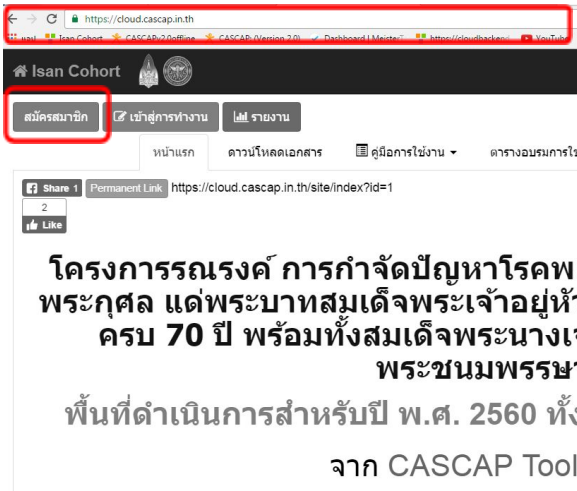 https://cloud.cascap.in.th
Isan Cohort CASCAPv2.0offline CASCAP: (Version 2.0) Dashboard | Meister YouTube
Isan Cohort
สมัครสมาชิก เข้าสู่การทำงาน รายงาน
หน้าแรก ดาวน์โหลดเอกสาร คู่มือการใช้งาน ตารางอบรมการใช้
Share 1 Permanent Link https://cloud.cascap.in.th/site/index?id=1
2
Like
โครงการรณรงค์ การกำจัดปัญหาโรคพ
พระกุศล แด่พระบาทสมเด็จพระเจ้าอยู่หั
ครบ 70 ปี พร้อมทั้งสมเด็จพระนางเจ
พระชนมพรรษา
พื้นที่ดำเนินการสำหรับปี พ.ศ. 2560 ทั้ง
จาก CASCAP Tool